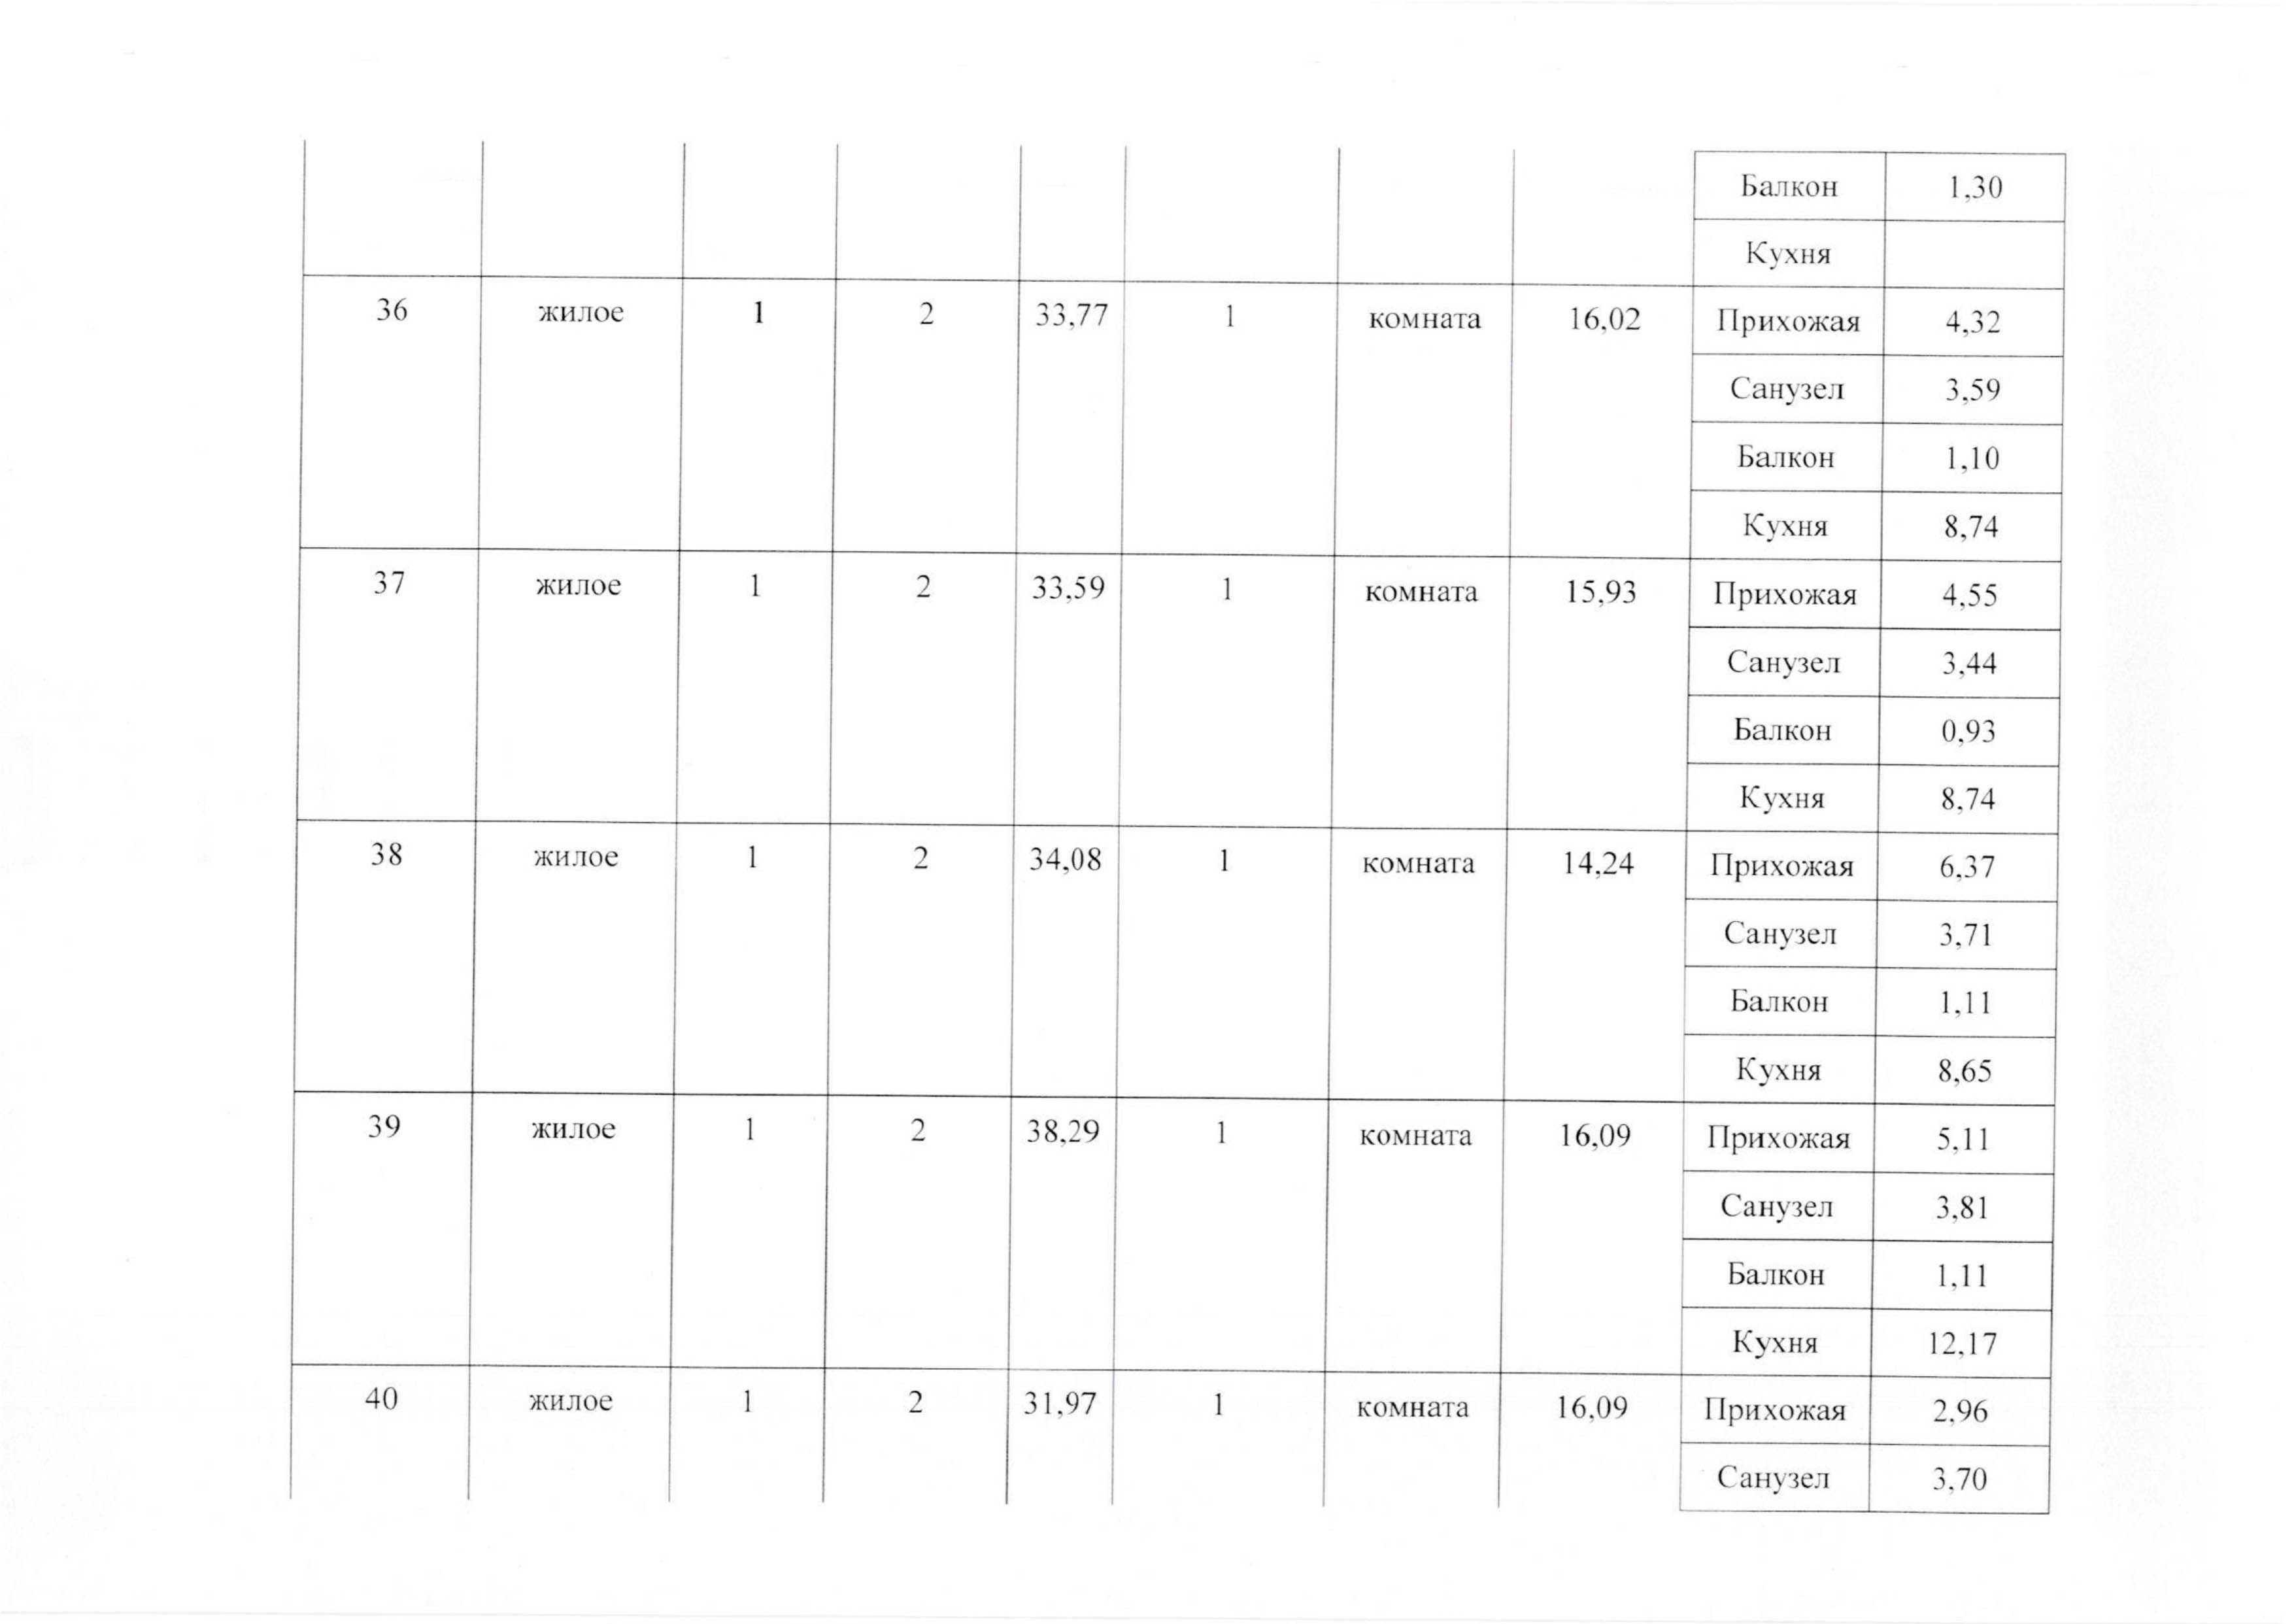 Балкон 1,30
Кухня
36 жилое 1 2 33,77 1 комната 16,02 Прихожая 4,32
Санузел 3,59
Балкон 1,10
Кухня 8,74
37 жилое 1 2 33,59 1 комната 15,93 Прихожая 4,55
Санузел 3,44
Балкон 0,93
Кухня 8,74
38 жилое 1 2 34,08 1 комната 14,24 Прихожая 6,37
Санузел 3,71
Балкон 1,11
Кухня 8,65
39 жилое 1 2 38,29 1 комната 16,09 Прихожая 5,11
Санузел 3,81
Балкон 1,11
Кухня 12,17
40 жилое 1 2 31,97 1 комната 16,09 Прихожая 2,96
Санузел 3,70